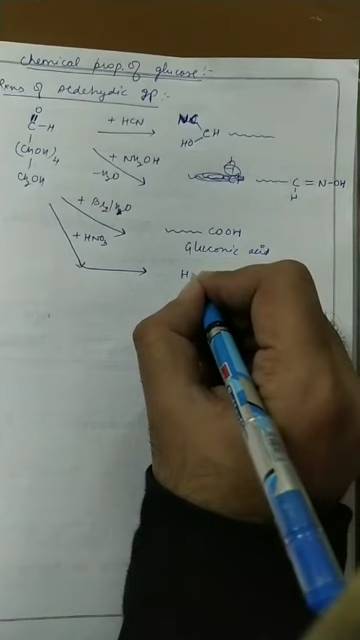 chemical prop. of glucose :-
Rxns of aldehydic gp :-
O
C-H
(CHOH)4
CH2OH
+ HCN
NC
HO CH
+ NH2OH
-H2O
C = N-OH
H
+ Br2/H2O
COOH
Gluconic acid
+ HNO3
H